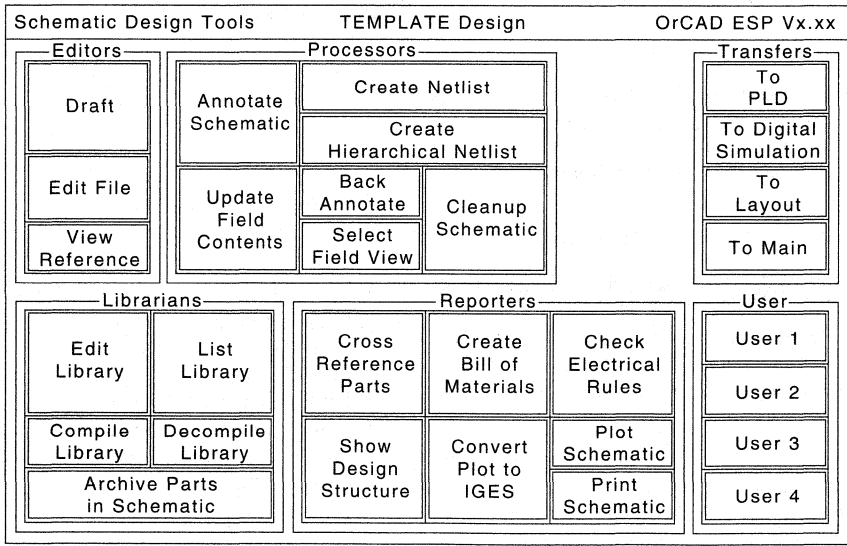 Schematic Design Tools TEMPLATE Design OrCAD ESP Vx.xx
Editors
Draft
Edit File
View
Reference
Processors
Annotate
Schematic
Create Netlist
Create
Hierarchical Netlist
Update
Field
Contents
Back
Annotate
Select
Field View
Cleanup
Schematic
Transfers
To
PLD
To Digital
Simulation
To
Layout
To Main
Librarians
Edit
Library
List
Library
Compile
Library
Decompile
Library
Archive Parts
in Schematic
Reporters
Cross
Reference
Parts
Create
Bill of
Materials
Check
Electrical
Rules
Show
Design
Structure
Convert
Plot to
IGES
Plot
Schematic
Print
Schematic
User
User 1
User 2
User 3
User 4